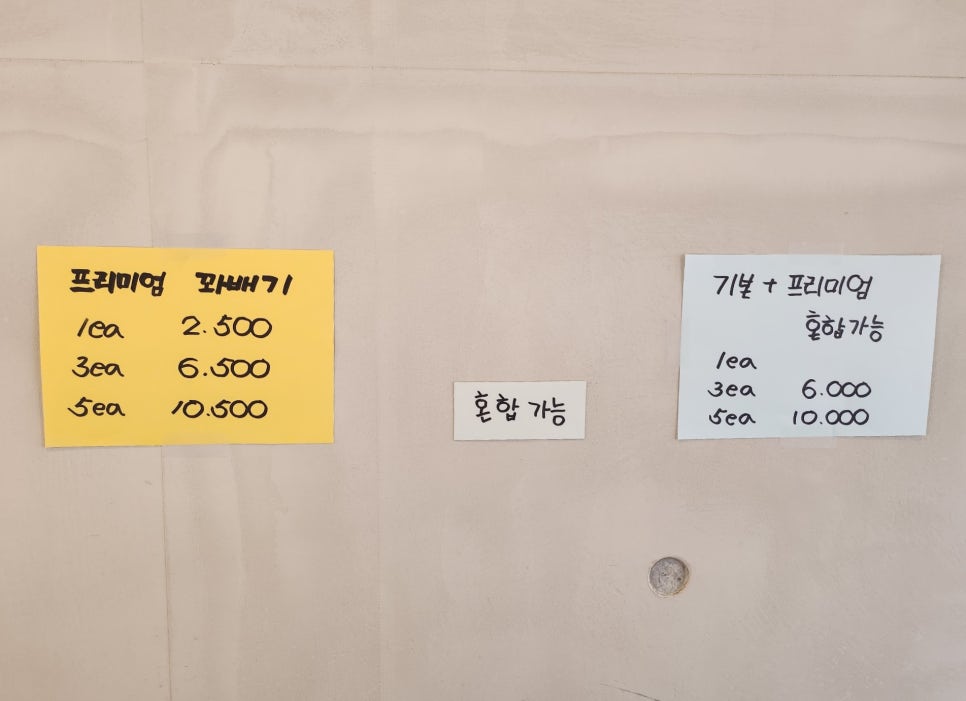 프리미엄 꽈배기
1ea 2.500
3ea 6.500
5ea 10.500
혼합 가능
기본 + 프리미엄
혼합가능
1ea
3ea 6.000
5ea 10.000